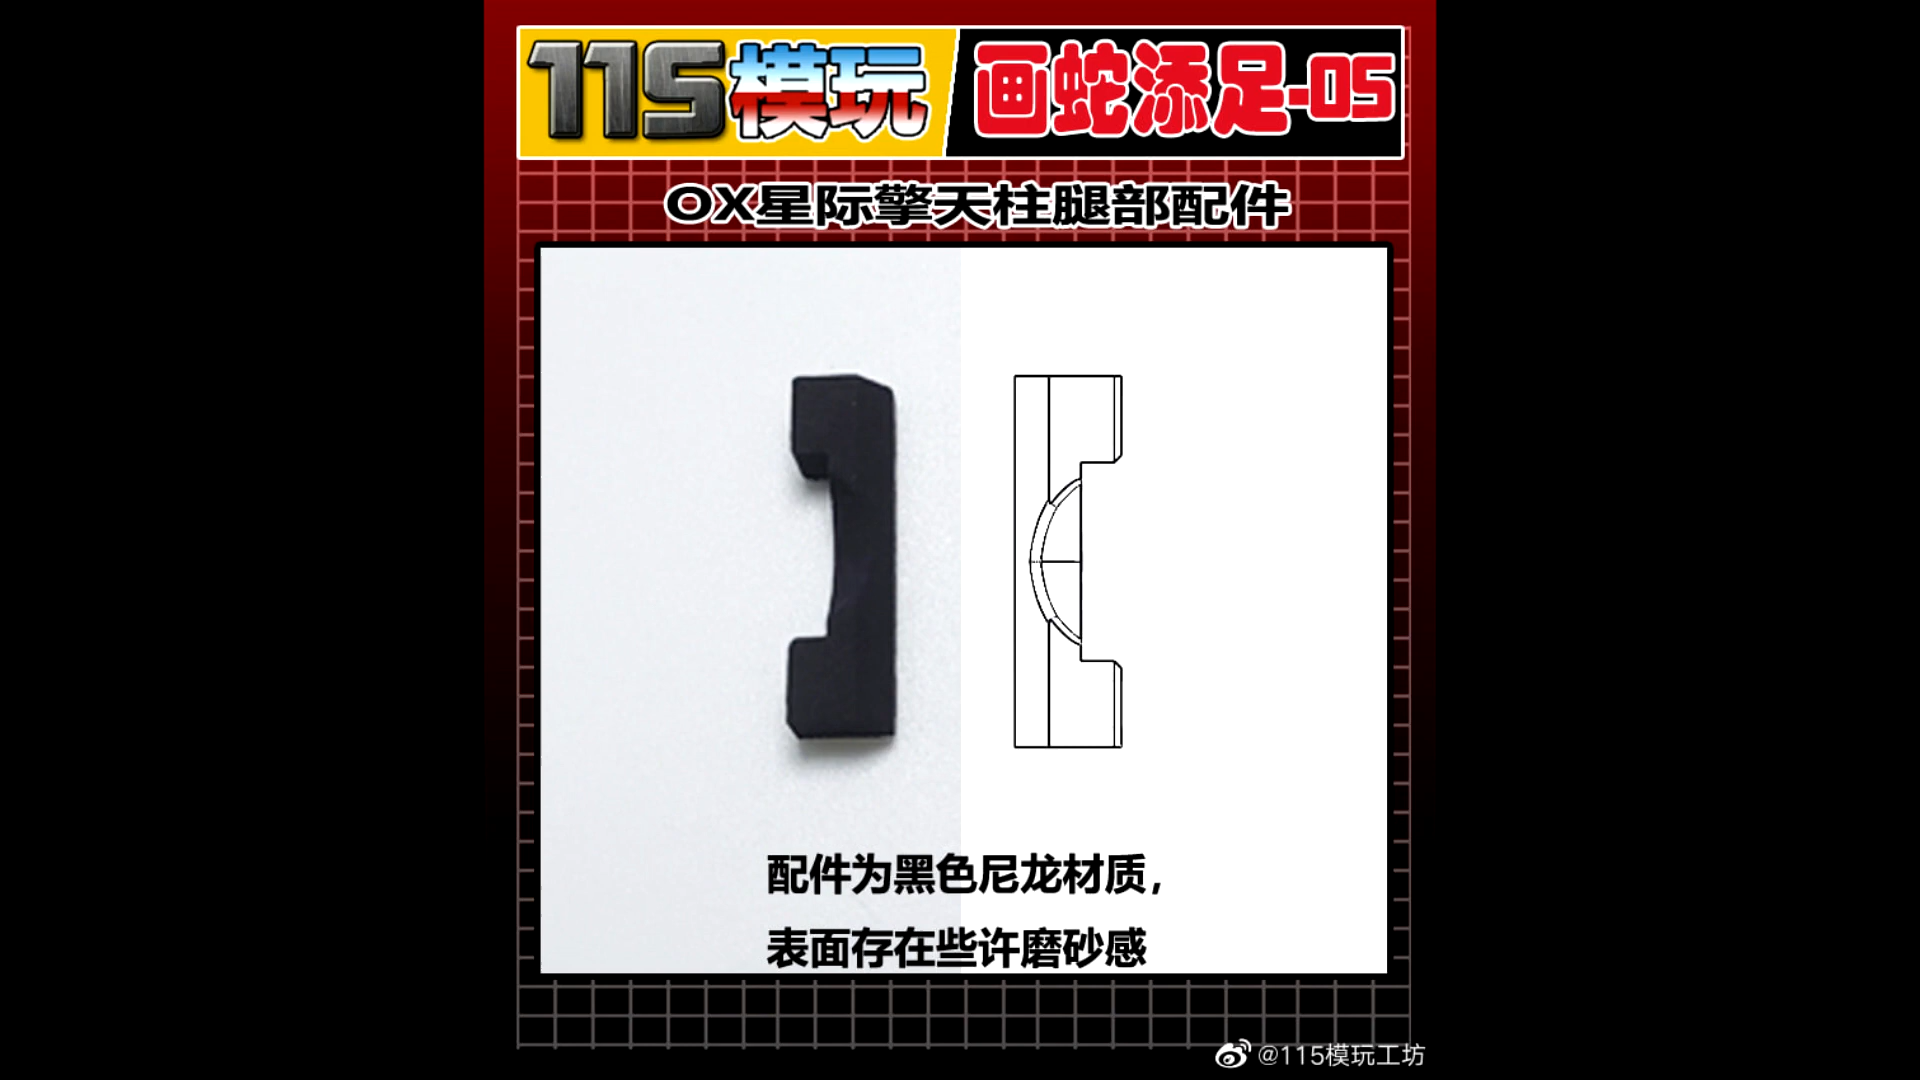 115模玩
画蛇添足-05
OX星际擎天柱腿部配件
配件为黑色尼龙材质，
表面存在些许磨砂感
@115模玩工坊